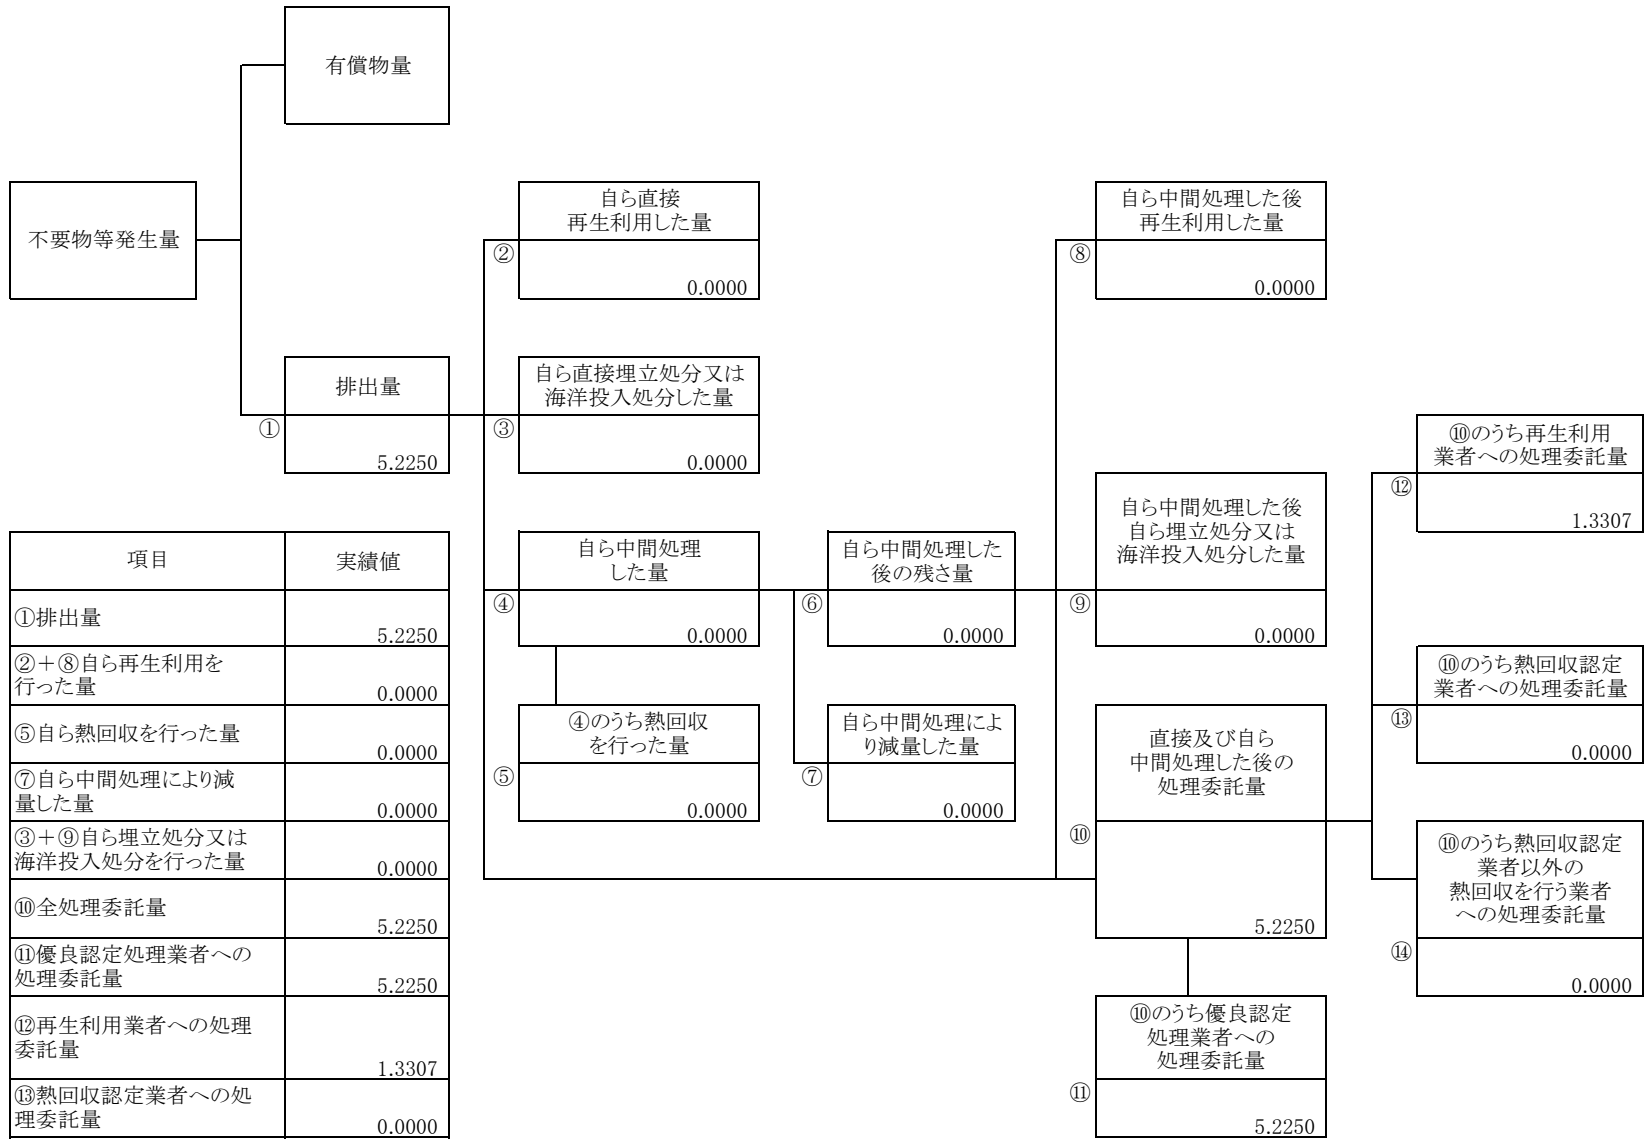 有償物量
不要物等発生量
自ら直接
再生利用した量
②
0.0000
自ら中間処理した後
再生利用した量
⑧
0.0000
排出量
①
5.2250
自ら直接埋立処分又は
海洋投入処分した量
③
0.0000
⑩のうち再生利用
業者への処理委託量
⑫
1.3307
自ら中間処理
した量
④
0.0000
自ら中間処理した
後の残さ量
⑥
0.0000
自ら中間処理した後
自ら埋立処分又は
海洋投入処分した量
⑨
0.0000
⑩のうち熱回収認定
業者への処理委託量
⑬
0.0000
④のうち熱回収
を行った量
⑤
0.0000
自ら中間処理によ
り減量した量
⑦
0.0000
直接及び自ら
中間処理した後の
処理委託量
⑩
5.2250
⑩のうち熱回収認定
業者以外の
熱回収を行う業者
への処理委託量
⑭
0.0000
⑩のうち優良認定
処理業者への
処理委託量
⑪
5.2250
項目 実績値
①排出量
5.2250
②＋⑧自ら再生利用を
行った量
0.0000
⑤自ら熱回収を行った量
0.0000
⑦自ら中間処理により減
量した量
0.0000
③＋⑨自ら埋立処分又は
海洋投入処分を行った量
0.0000
⑩全処理委託量
5.2250
⑪優良認定処理業者への
処理委託量
5.2250
⑫再生利用業者への処理
委託量
1.3307
⑬熱回収認定業者への処
理委託量
0.0000